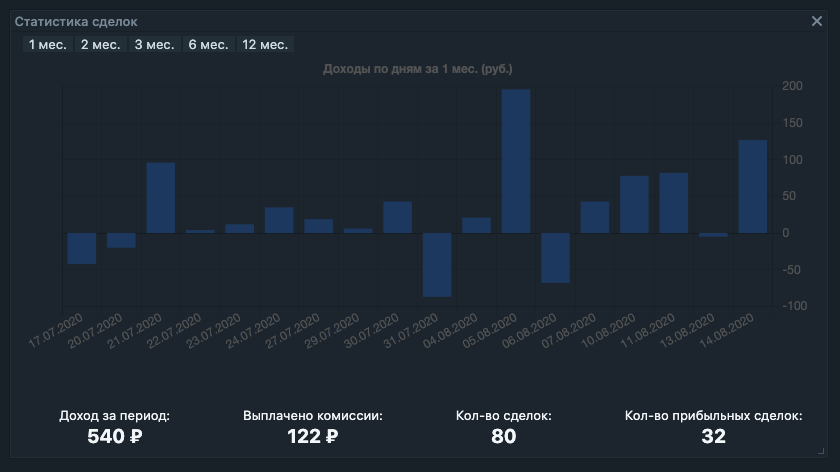 Статистика сделок
1 мес. 2 мес. 3 мес. 6 мес. 12 мес.
Доходы по дням за 1 мес. (руб.)
200
150
100
50
0
-50
-100
17.07.2020 20.07.2020 21.07.2020 22.07.2020 23.07.2020 24.07.2020 27.07.2020 29.07.2020 30.07.2020 31.07.2020 04.08.2020 05.08.2020 06.08.2020 07.08.2020 10.08.2020 11.08.2020 13.08.2020 14.08.2020
Доход за период: Выплачено комиссии: Кол-во сделок: Кол-во прибыльных сделок:
540 ₽ 122 ₽ 80 32